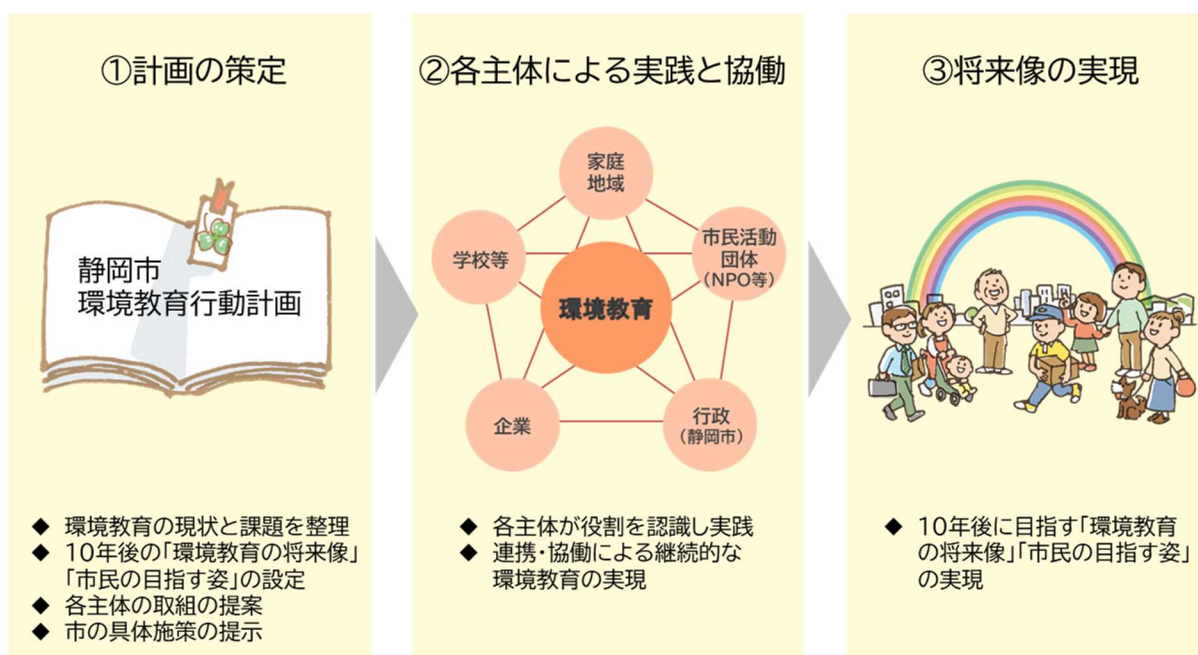 ①計画の策定
静岡市
環境教育行動計画
◆ 環境教育の現状と課題を整理
◆ 10年後の「環境教育の将来像」
「市民の目指す姿」の設定
◆ 各主体の取組の提案
◆ 市の具体施策の提示
②各主体による実践と協働
家庭
地域
学校等
市民活動
団体
（NPO等）
環境教育
企業
行政
（静岡市）
◆ 各主体が役割を認識し実践
◆ 連携・協働による継続的な
環境教育の実現
③将来像の実現
◆ 10年後に目指す「環境教育
の将来像」「市民の目指す姿」
の実現